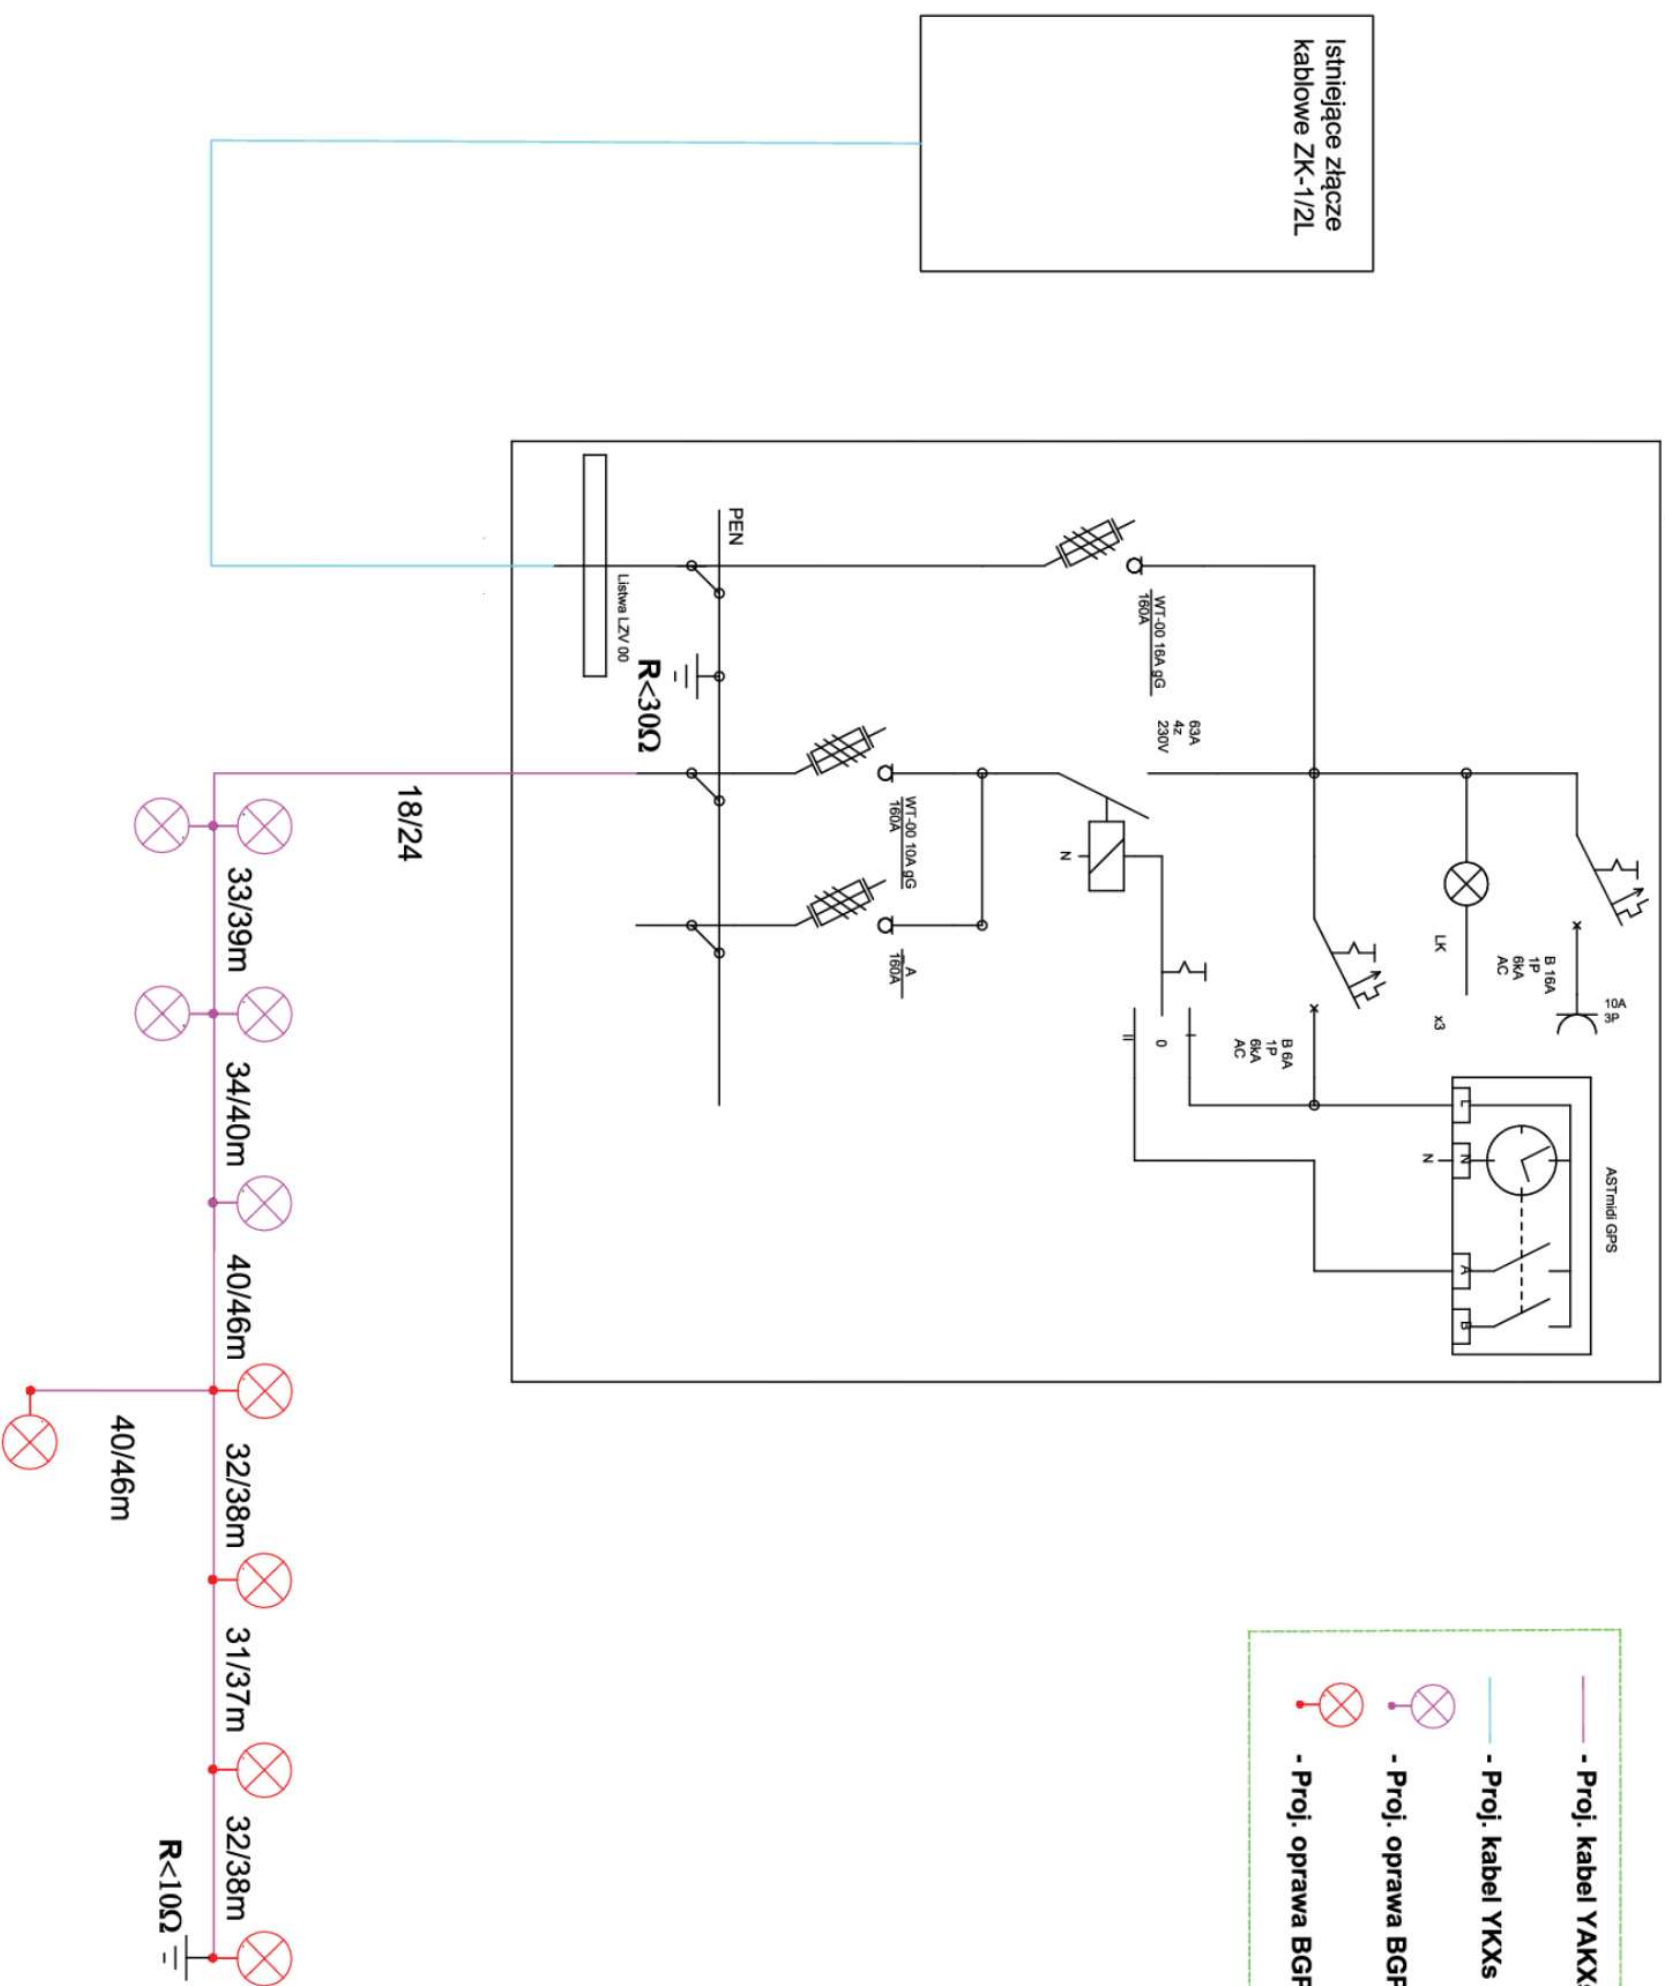 Istniejące złącze
kablowe ZK-1/2L
10A
B 16A
1P
6kA
AC
LK
x3
ASTmidi GPS
L
N
A
B
N
B 6A
1P
6kA
AC
I
0
II
63A
4z
230V
N
WT-00 16A gG
160A
WT-00 10A gG
160A
A
160A
PEN
R<30Ω
Listwa LZV 00
18/24
33/39m
34/40m
40/46m
32/38m
31/37m
32/38m
40/46m
R<10Ω
- Proj. kabel YAKXs
- Proj. kabel YKXs
- Proj. oprawa BGP
- Proj. oprawa BGP